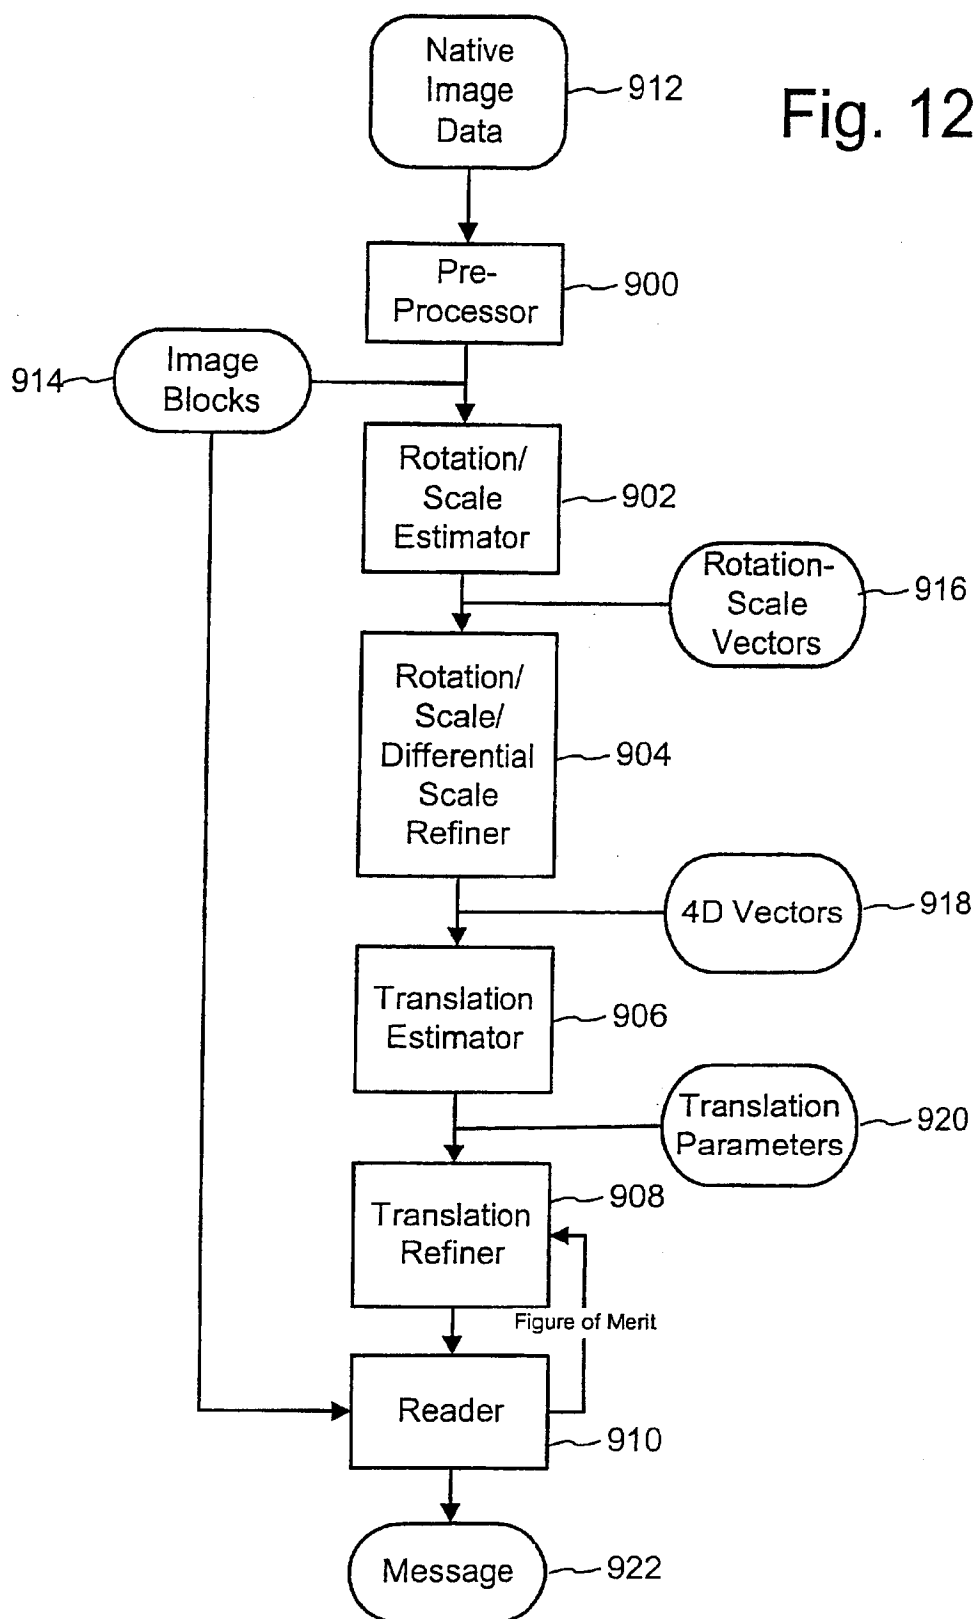 Native
Image
Data
912
Fig. 12
Pre-
Processor
900
Image
Blocks
914
Rotation/
Scale
Estimator
902
Rotation-
Scale
Vectors
916
Rotation/
Scale/
Differential
Scale
Refiner
904
4D Vectors
918
Translation
Estimator
906
Translation
Parameters
920
Translation
Refiner
908
Figure of Merit
Reader
910
Message
922